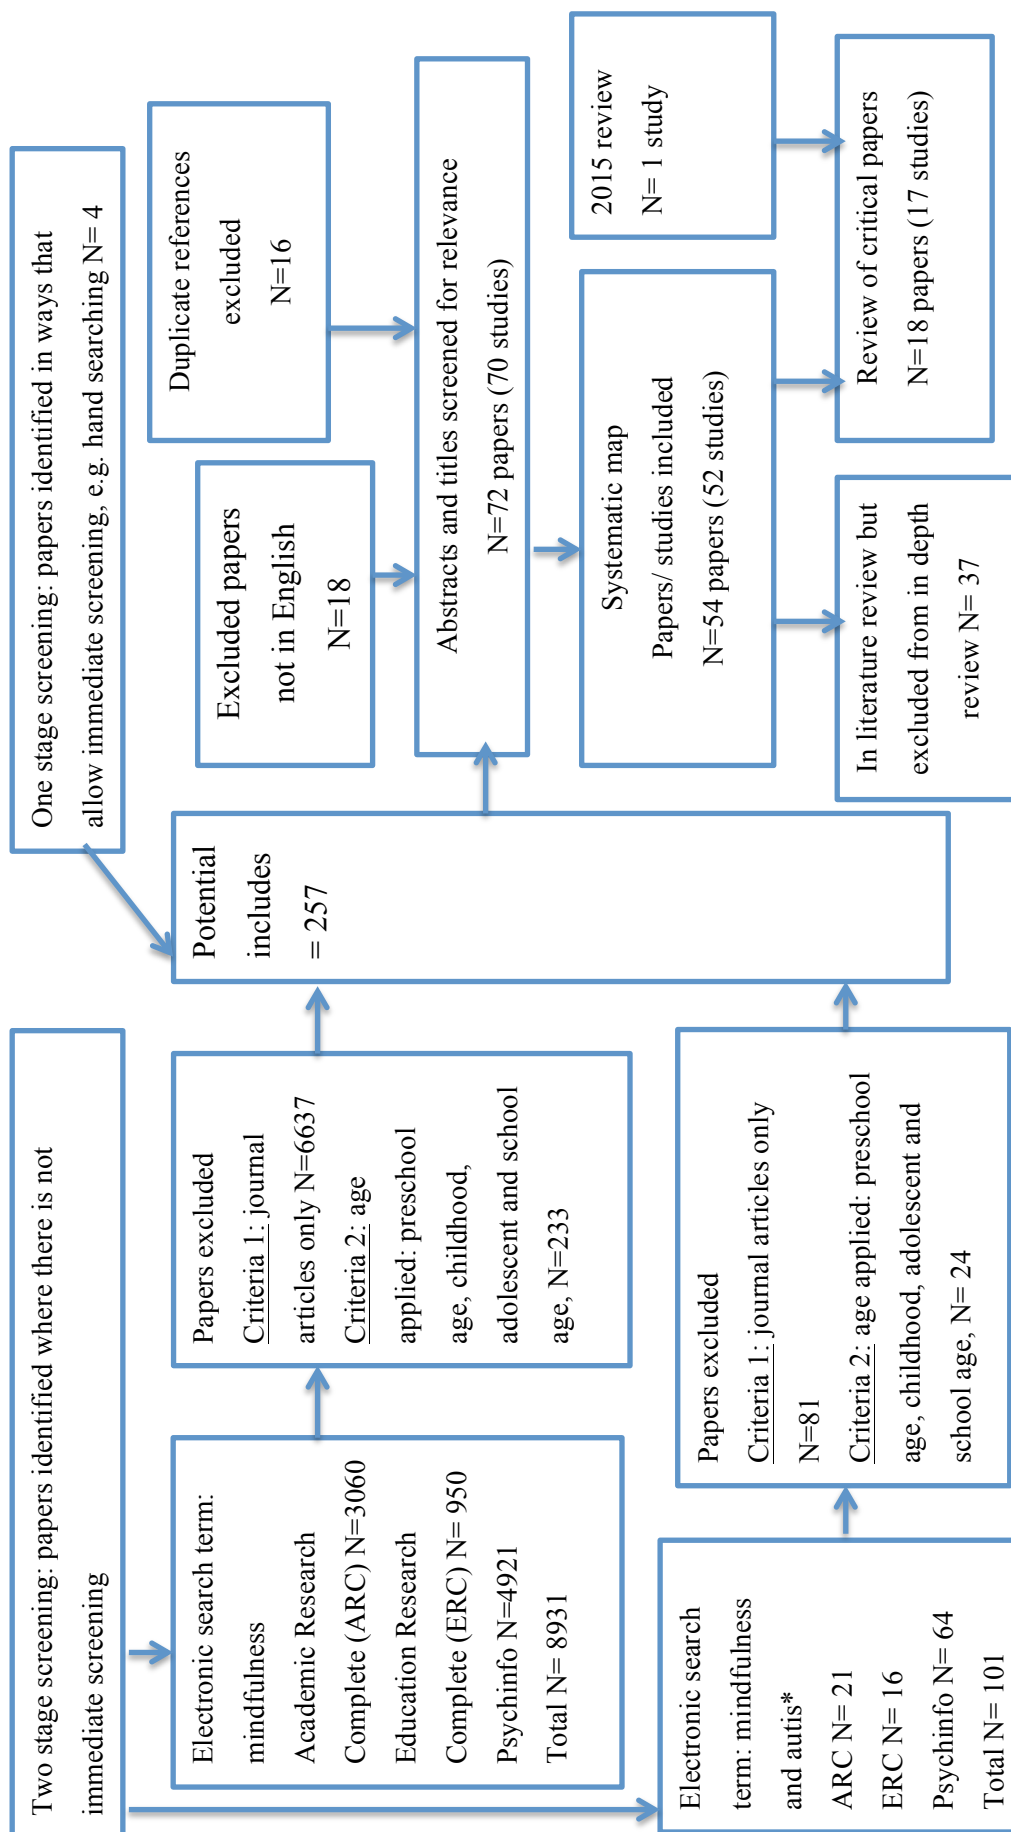 Two stage screening: papers identified where there is not
immediate screening
One stage screening: papers identified in ways that
allow immediate screening, e.g. hand searching N= 4
Electronic search term:
mindfulness
Academic Research
Complete (ARC) N=3060
Education Research
Complete (ERC) N= 950
Psychinfo N=4921
Total N= 8931
Papers excluded
Criteria 1: journal
articles only N=6637
Criteria 2: age
applied: preschool
age, childhood,
adolescent and school
age, N=233
Potential
includes
= 257
Excluded papers
not in English
N=18
Duplicate references
excluded
N=16
Abstracts and titles screened for relevance
N=72 papers (70 studies)
Systematic map
Papers/ studies included
N=54 papers (52 studies)
2015 review
N= 1 study
Electronic search
term: mindfulness
and autis*
ARC N= 21
ERC N= 16
Psychinfo N= 64
Total N= 101
Papers excluded
Criteria 1: journal articles only
N=81
Criteria 2: age applied: preschool
age, childhood, adolescent and
school age, N= 24
In literature review but
excluded from in depth
review N= 37
Review of critical papers
N=18 papers (17 studies)